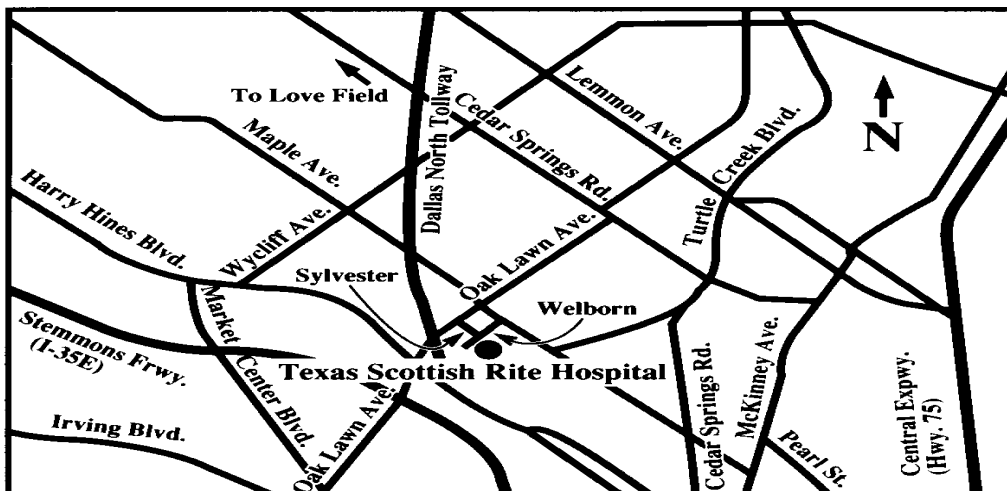 To Love Field
Dallas North Tollway
Cedar Springs Rd.
Lemmon Ave.
Turtle
Creek Blvd.
N
Maple Ave.
Harry Hines Blvd.
Wycliff Ave.
Oak Lawn Ave.
Sylvester
Welborn
Market Center Blvd.
Stemmons Frwy.
(I-35E)
Texas Scottish Rite Hospital
Irving Blvd.
Oak Lawn Ave.
Cedar Springs Rd.
McKinney Ave.
Pearl St.
Central Expwy.
(Hwy. 75)